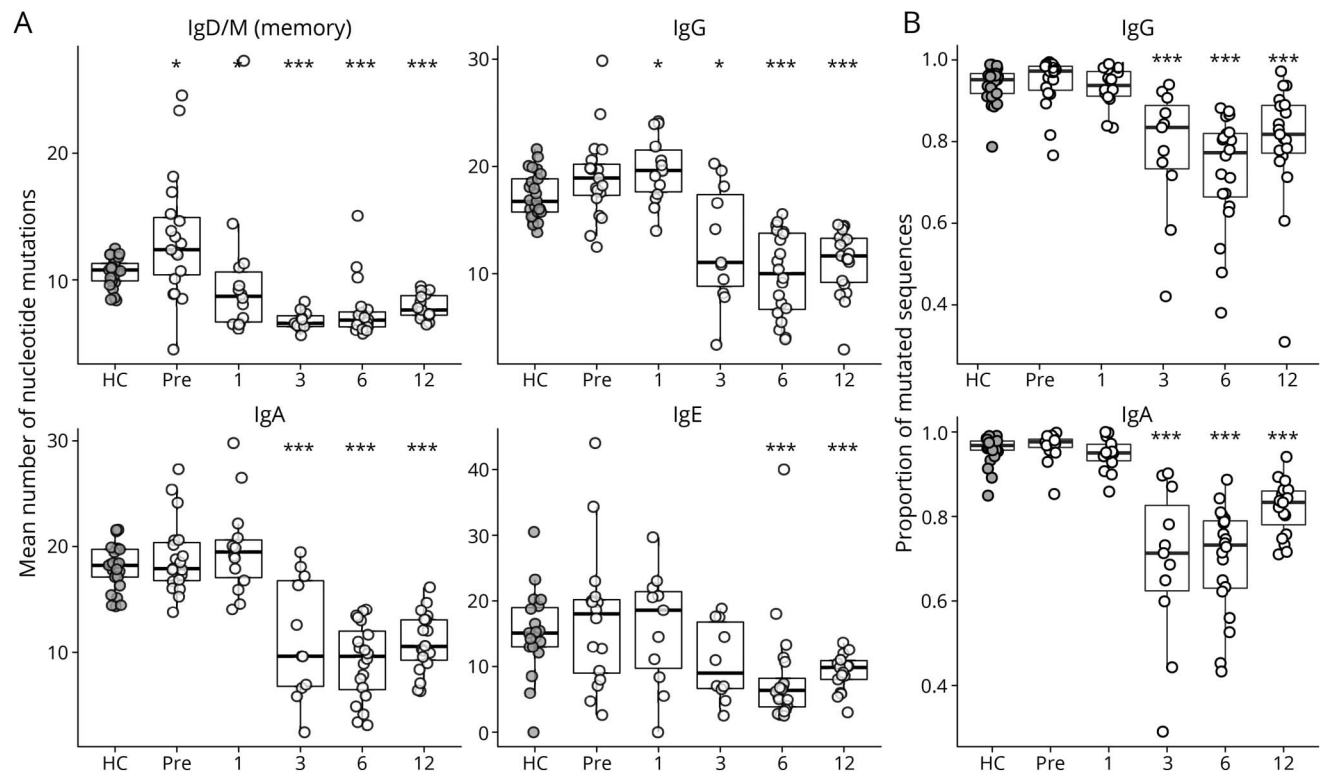 A
B
IgD/M (memory)
* * *** *** ***
20
10
HC Pre 1 3 6 12
IgG
* * *** ***
30
20
10
HC Pre 1 3 6 12
IgA
*** *** ***
30
20
10
HC Pre 1 3 6 12
IgE
*** ***
40
30
20
10
0
HC Pre 1 3 6 12
Mean number of nucleotide mutations
IgG
*** *** ***
1.0
0.8
0.6
0.4
HC Pre 1 3 6 12
IgA
*** *** ***
1.0
0.8
0.6
0.4
HC Pre 1 3 6 12
Proportion of mutated sequences